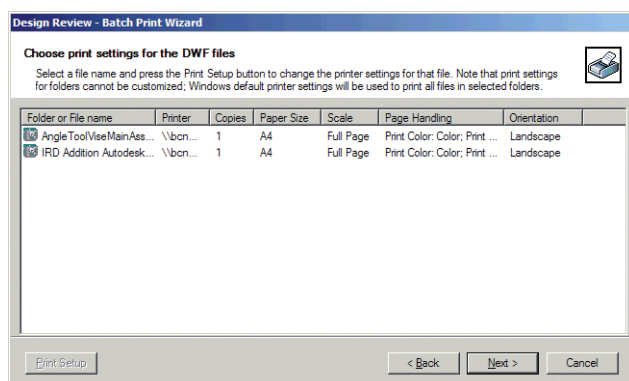 Design Review - Batch Print Wizard
Choose print settings for the DWF files
Select a file name and press the Print Setup button to change the printer settings for that file. Note that print settings
for folders cannot be customized; Windows default printer settings will be used to print all files in selected folders.
Folder or File name Printer Copies Paper Size Scale Page Handling Orientation
AngleToolViseMainAss... \\bcn... 1 A4 Full Page Print Color: Color; Print ... Landscape
IRD Addition Autodesk... \\bcn... 1 A4 Full Page Print Color: Color; Print ... Landscape
Print Setup < Back Next > Cancel